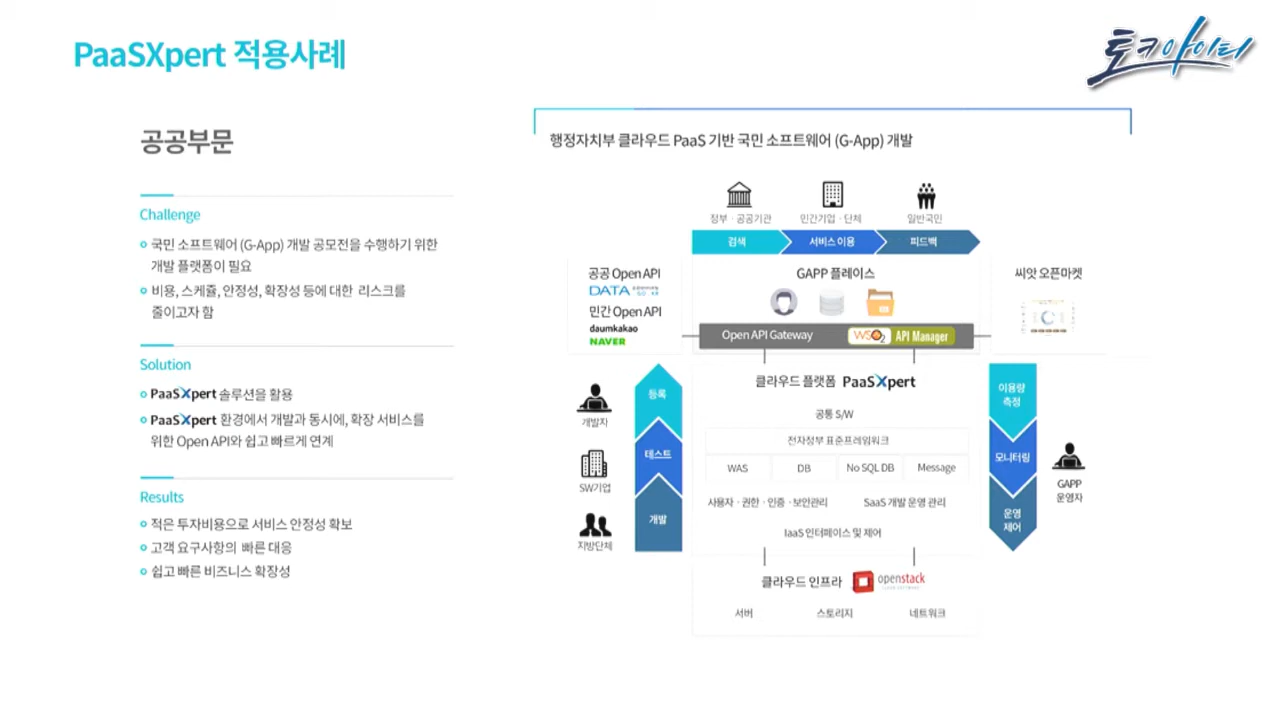 PaaSXpert 적용사례
토크아이티
공공부문
Challenge
국민 소프트웨어 (G-App) 개발 공모전을 수행하기 위한
개발 플랫폼이 필요
비용, 스케쥴, 안정성, 확장성 등에 대한 리스크를
줄이고자 함
Solution
PaaSXpert 솔루션을 활용
PaaSXpert 환경에서 개발과 동시에, 확장 서비스를
위한 Open API와 쉽고 빠르게 연계
Results
적은 투자비용으로 서비스 안정성 확보
고객 요구사항의 빠른 대응
쉽고 빠른 비즈니스 확장성
행정자치부 클라우드 PaaS 기반 국민 소프트웨어 (G-App) 개발
정부 · 공공기관
민간기업 · 단체
일반국민
검색
서비스 이용
피드백
공공 Open API
DATA
민간 Open API
daumkakao
NAVER
GAPP 플레이스
Open API Gateway
WSO2 API Manager
씨앗 오픈마켓
개발자
SW기업
지방단체
등록
테스트
개발
클라우드 플랫폼 PaaSXpert
공통 S/W
전자정부 표준프레임워크
WAS
DB
No SQL DB
Message
사용자 · 권한 · 인증 · 보안관리
SaaS 개발 운영 관리
IaaS 인터페이스 및 제어
클라우드 인프라 openstack
서버
스토리지
네트워크
이용량
측정
모니터링
운영
제어
GAPP
운영자